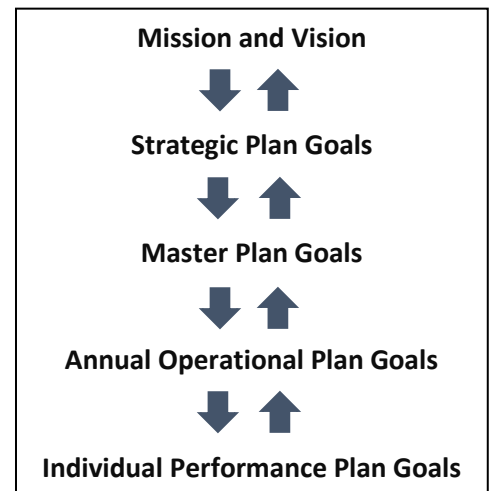 Mission and Vision
Strategic Plan Goals
Master Plan Goals
Annual Operational Plan Goals
Individual Performance Plan Goals